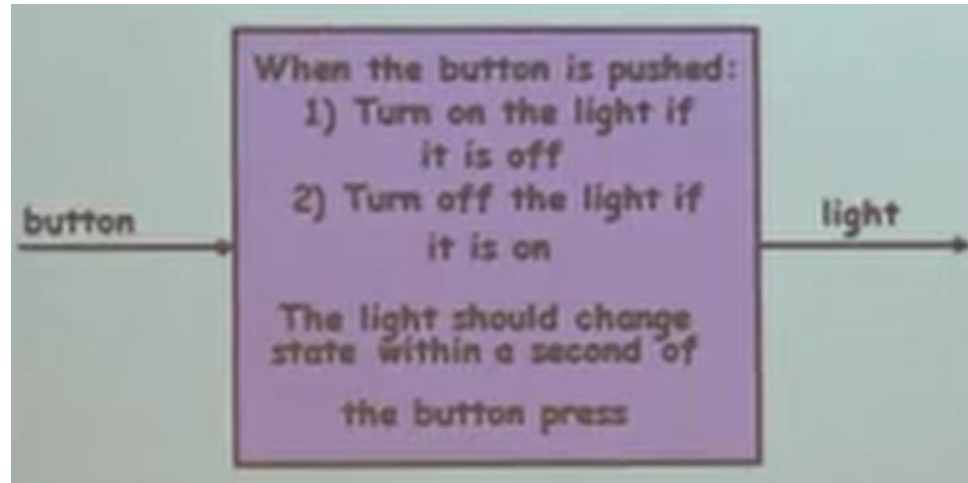 When the button is pushed:
1) Turn on the light if
it is off
2) Turn off the light if
it is on
button
light
The light should change
state within a second of
the button press